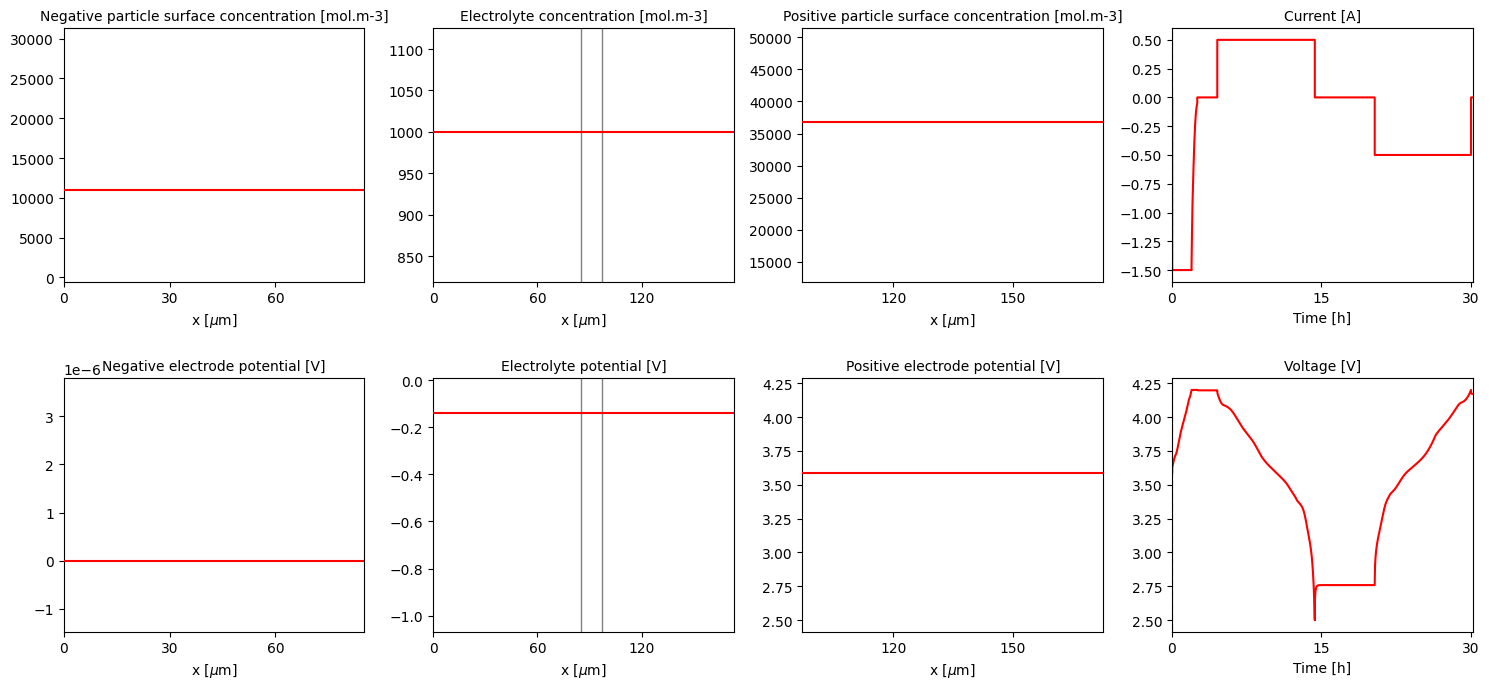 Negative particle surface concentration [mol.m-3]
30000
25000
20000
15000
10000
5000
0
0 30 60
x [μm]
Electrolyte concentration [mol.m-3]
1100
1050
1000
950
900
850
0 60 120
x [μm]
Positive particle surface concentration [mol.m-3]
50000
45000
40000
35000
30000
25000
20000
15000
120 150
x [μm]
Current [A]
0.50
0.25
0.00
−0.25
−0.50
−0.75
−1.00
−1.25
−1.50
0 15 30
Time [h]
1e−6
Negative electrode potential [V]
3
2
1
0
−1
0 30 60
x [μm]
Electrolyte potential [V]
0.0
−0.2
−0.4
−0.6
−0.8
−1.0
0 60 120
x [μm]
Positive electrode potential [V]
4.25
4.00
3.75
3.50
3.25
3.00
2.75
2.50
120 150
x [μm]
Voltage [V]
4.25
4.00
3.75
3.50
3.25
3.00
2.75
2.50
0 15 30
Time [h]